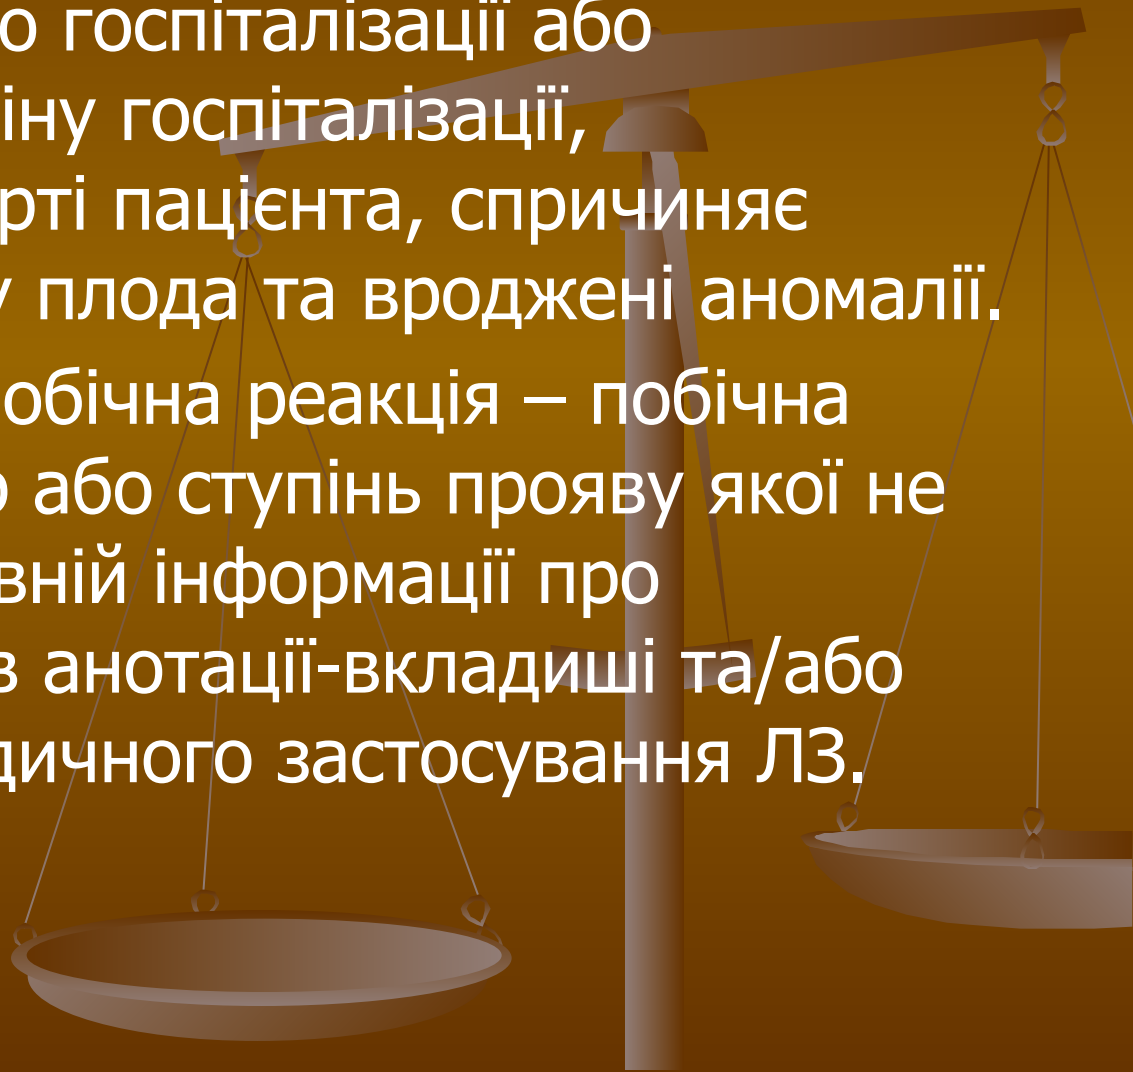 о госпіталізації або
іну госпіталізації,
рті пацієнта, спричиняє
у плода та вроджені аномалії.
обічна реакція – побічна
о або ступінь прояву якої не
вній інформації про
в анотації-вкладиші та/або
дичного застосування ЛЗ.